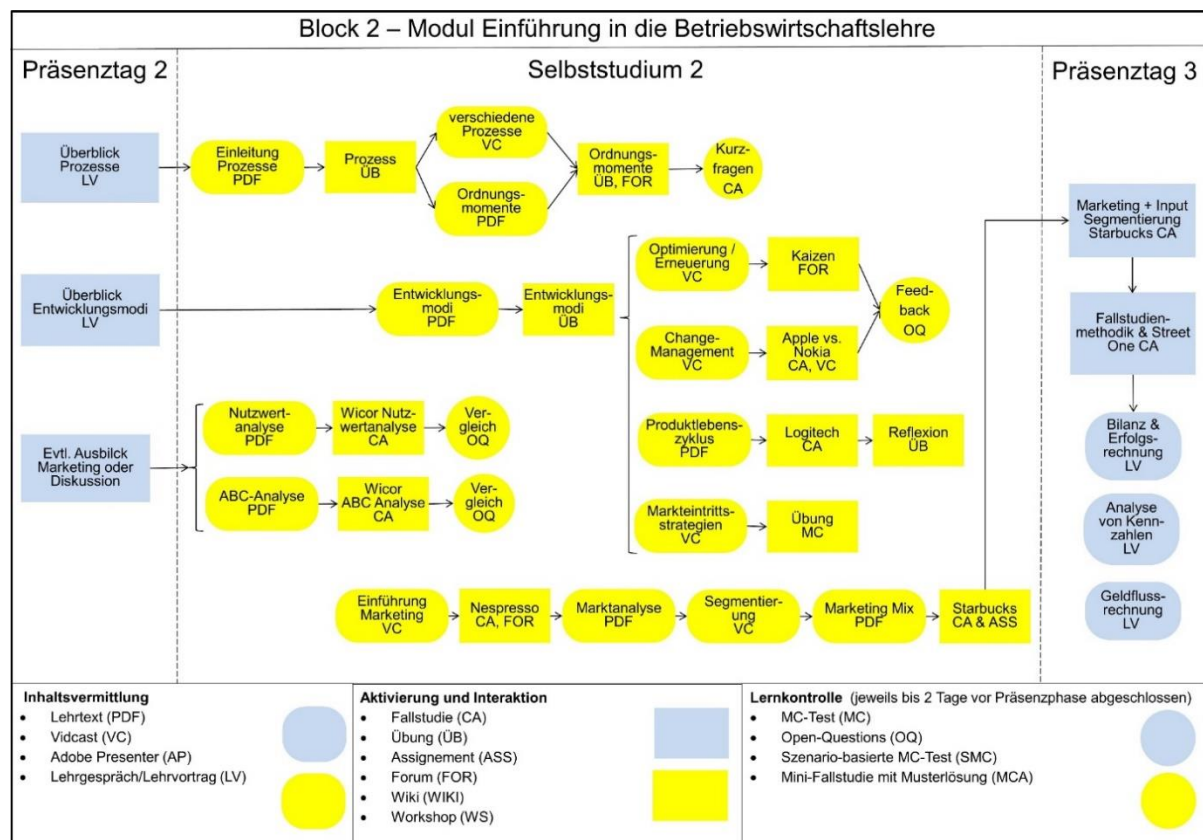 Block 2 – Modul Einführung in die Betriebswirtschaftslehre
Präsenztag 2
Selbststudium 2
Präsenztag 3
Überblick
Prozesse
LV
Einleitung
Prozesse
PDF
Prozess
ÜB
verschiedene
Prozesse
VC
Ordnungs-
momente
PDF
Ordnungs-
momente
ÜB, FOR
Kurz-
fragen
CA
Überblick
Entwicklungsmodi
LV
Entwicklungs-
modi
PDF
Entwicklungs-
modi
ÜB
Optimierung /
Erneuerung
VC
Kaizen
FOR
Change-
Management
VC
Apple vs.
Nokia
CA, VC
Feed-
back
OQ
Produktlebens-
zyklus
PDF
Logitech
CA
Reflexion
ÜB
Markteintritts-
strategien
VC
Übung
MC
Evtl. Ausbilck
Marketing oder
Diskussion
Nutzwert-
analyse
PDF
Wicor Nutz-
wertanalyse
CA
Ver-
gleich
OQ
ABC-Analyse
PDF
Wicor
ABC Analyse
CA
Ver-
gleich
OQ
Einführung
Marketing
VC
Nespresso
CA, FOR
Marktanalyse
PDF
Segmentier-
ung
VC
Marketing Mix
PDF
Starbucks
CA & ASS
Marketing + Input
Segmentierung
Starbucks CA
Fallstudien-
methodik & Street
One CA
Bilanz &
Erfolgs-
rechnung
LV
Analyse
von Kenn-
zahlen
LV
Geldfluss-
rechnung
LV
Inhaltsvermittlung
• Lehrtext (PDF)
• Vidcast (VC)
• Adobe Presenter (AP)
• Lehrgespräch/Lehrvortrag (LV)
Aktivierung und Interaktion
• Fallstudie (CA)
• Übung (ÜB)
• Assignement (ASS)
• Forum (FOR)
• Wiki (WIKI)
• Workshop (WS)
Lernkontrolle (jeweils bis 2 Tage vor Präsenzphase abgeschlossen)
• MC-Test (MC)
• Open-Questions (OQ)
• Szenario-basierte MC-Test (SMC)
• Mini-Fallstudie mit Musterlösung (MCA)